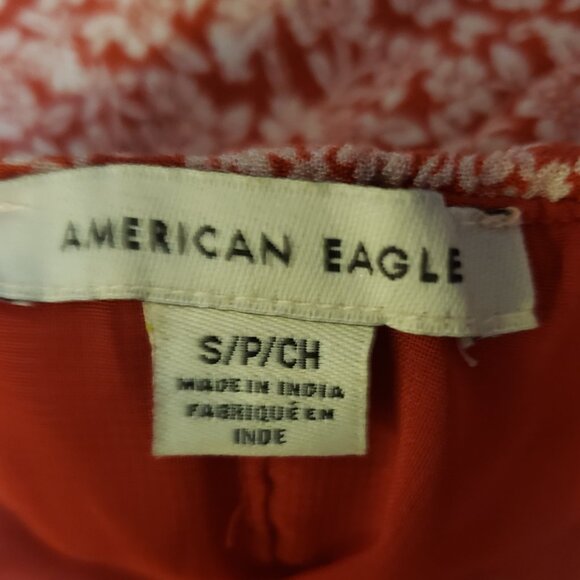 AMERICAN EAGLE
S/P/CH
MADE IN INDIA
FABRIQUÉ EN
INDE